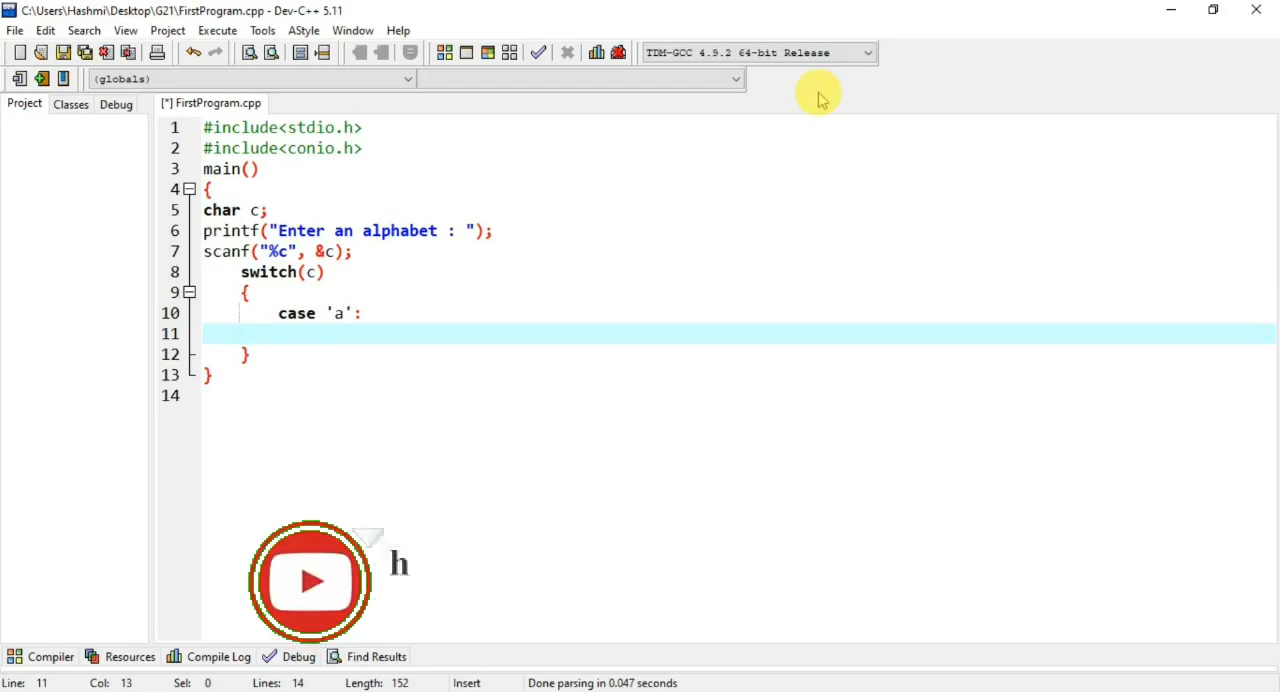 C:\Users\Hashmi\Desktop\G21\FirstProgram.cpp - Dev-C++ 5.11
File Edit Search View Project Execute Tools AStyle Window Help
TDM-GCC 4.9.2 64-bit Release
(globals)
Project Classes Debug [*] FirstProgram.cpp
1 #include<stdio.h>
2 #include<conio.h>
3 main()
4 {
5 char c;
6 printf("Enter an alphabet : ");
7 scanf("%c", &c);
8 switch(c)
9 {
10 case 'a':
11
12 }
13 }
14
h
Compiler Resources Compile Log Debug Find Results
Line: 11 Col: 13 Sel: 0 Lines: 14 Length: 152 Insert Done parsing in 0.047 seconds